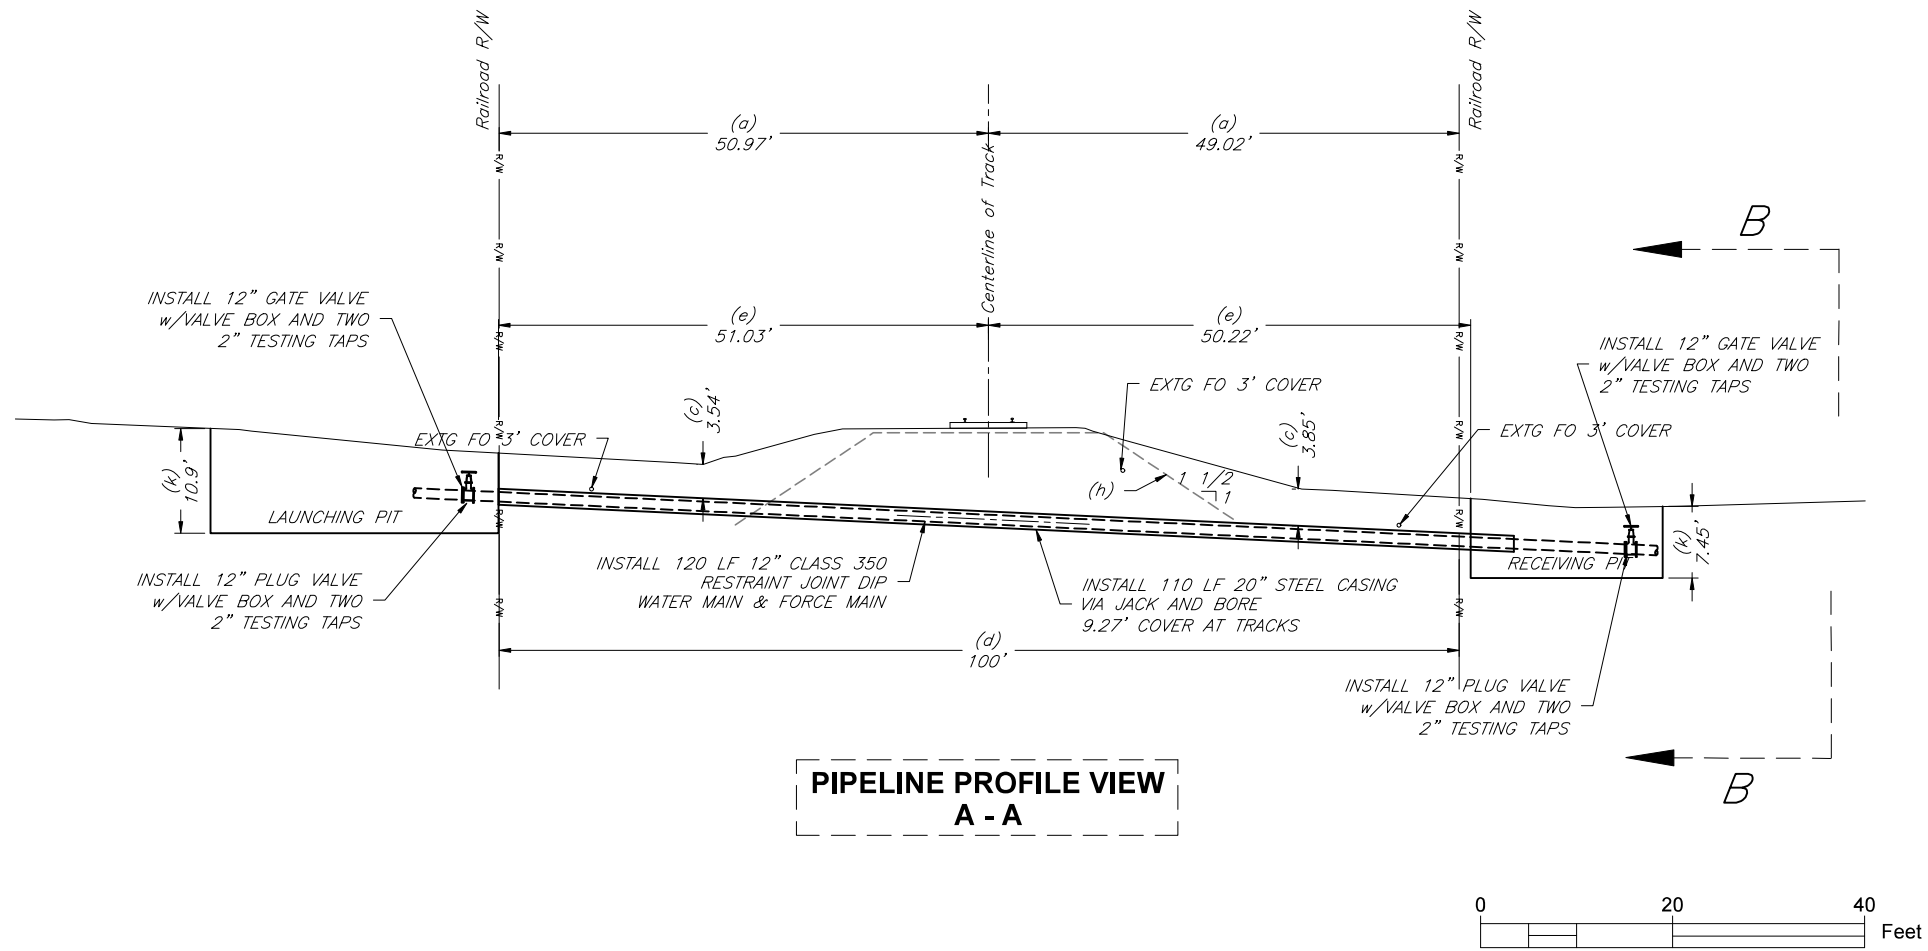 Railroad R/W
Railroad R/W
(a)
50.97'
(a)
49.02'
Centerline of Track
R/W
R/W
R/W
R/W
R/W
R/W
R/W
R/W
R/W
R/W
R/W
R/W
B
(e)
51.03'
(e)
50.22'
INSTALL 12" GATE VALVE
w/VALVE BOX AND TWO
2" TESTING TAPS
INSTALL 12" GATE VALVE
w/VALVE BOX AND TWO
2" TESTING TAPS
EXTG FO 3' COVER
(c)
3.54'
(c)
3.85'
EXTG FO 3' COVER
EXTG FO 3' COVER
(k)
10.9'
(h)
1 1/2
1
LAUNCHING PIT
(k)
7.45'
RECEIVING PIT
INSTALL 12" PLUG VALVE
w/VALVE BOX AND TWO
2" TESTING TAPS
INSTALL 120 LF 12" CLASS 350
RESTRAINT JOINT DIP
WATER MAIN & FORCE MAIN
INSTALL 110 LF 20" STEEL CASING
VIA JACK AND BORE
9.27' COVER AT TRACKS
(d)
100'
INSTALL 12" PLUG VALVE
w/VALVE BOX AND TWO
2" TESTING TAPS
B
PIPELINE PROFILE VIEW
A - A
0 20 40
Feet